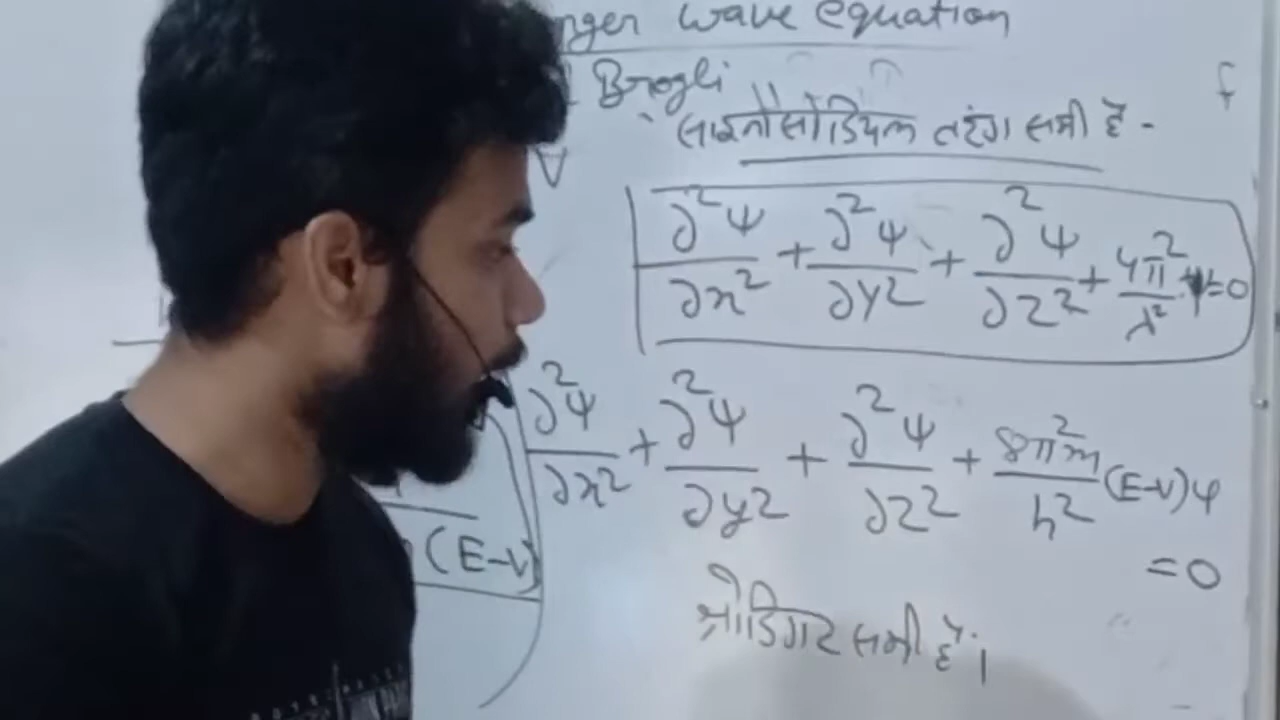 nger wave equation
Brogli
साइनोसोडियल तरंग समी है -
∂²ψ/∂x² + ∂²ψ/∂y² + ∂²ψ/∂z² + 4π²/λ² ψ=0
∂²ψ/∂x² + ∂²ψ/∂y² + ∂²ψ/∂z² + 8π²m/h² (E-V)ψ
=0
(E-V)
श्रोडिंगर समी है।